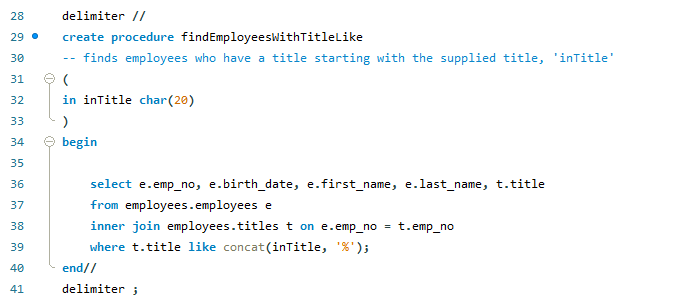 28 delimiter //
29 create procedure findEmployeesWithTitleLike
30 -- finds employees who have a title starting with the supplied title, 'inTitle'
31 (
32 in inTitle char(20)
33 )
34 begin
35
36 select e.emp_no, e.birth_date, e.first_name, e.last_name, t.title
37 from employees.employees e
38 inner join employees.titles t on e.emp_no = t.emp_no
39 where t.title like concat(inTitle, '%');
40 end//
41 delimiter ;